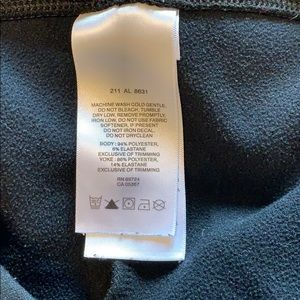 211 AL 8631
MACHINE WASH COLD GENTLE.
DO NOT BLEACH, TUMBLE
DRY LOW, REMOVE PROMPTLY.
IRON LOW, DO NOT USE FABRIC
SOFTENER, IF PRESENT
DO NOT IRON DECAL.
DO NOT DRYCLEAN
BODY: 94% POLYESTER,
6% ELASTANE
EXCLUSIVE OF TRIMMING
YOKE: 86% POLYESTER,
14% ELASTANE
EXCLUSIVE OF TRIMMING
RN 69724
CA 05367